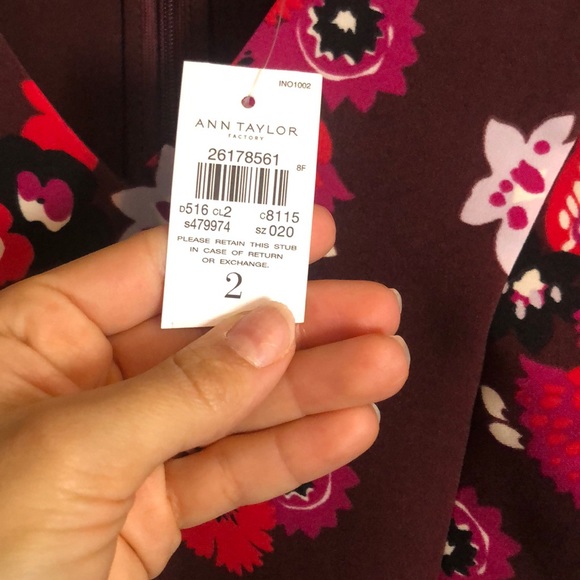 INO1002
ANN TAYLOR
FACTORY
26178561
8F
D516 CL2 C8115
S479974 SZ 020
PLEASE RETAIN THIS STUB
IN CASE OF RETURN
OR EXCHANGE.
2